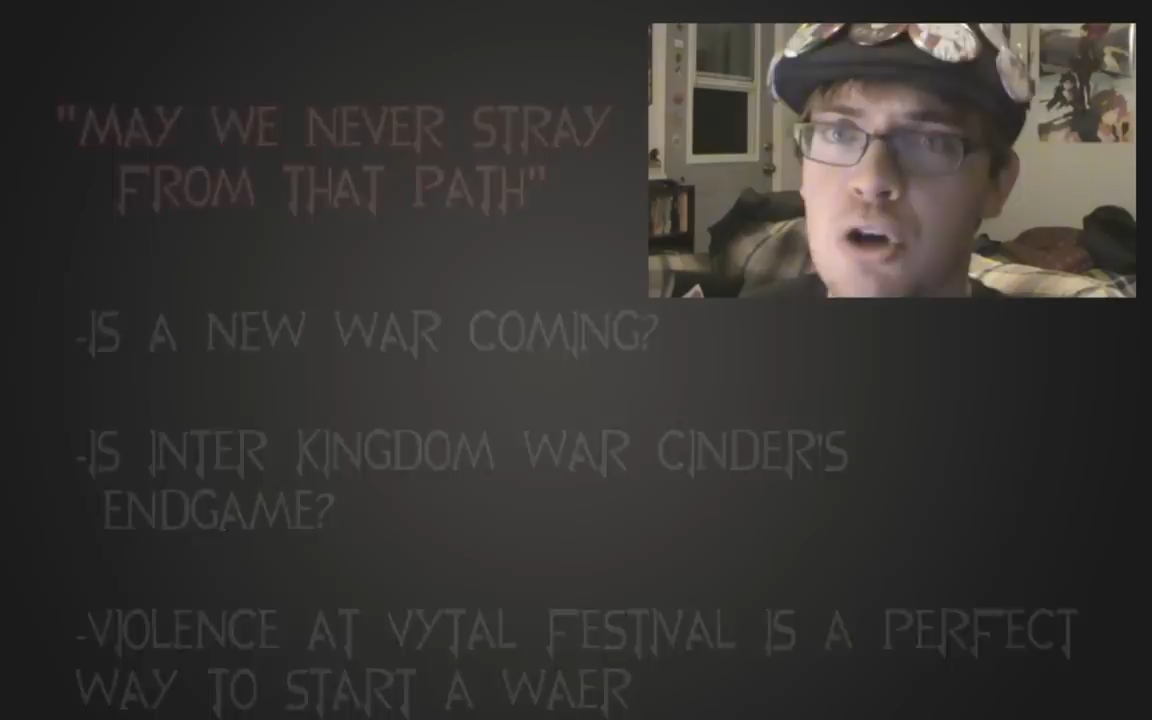 "MAY WE NEVER STRAY
FROM THAT PATH"
-IS A NEW WAR COMING?
-IS INTER KINGDOM WAR CINDER'S
ENDGAME?
-VIOLENCE AT VYTAL FESTIVAL IS A PERFECT
WAY TO START A WAER